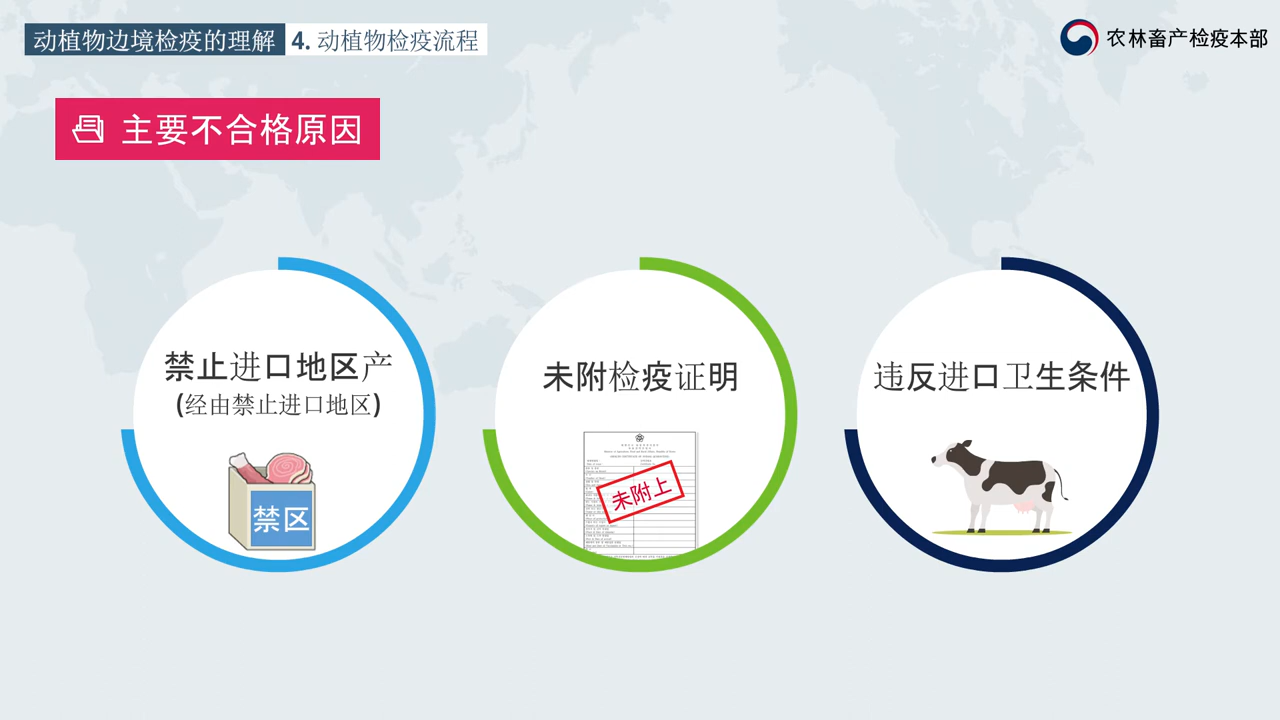 动植物边境检疫的理解 4. 动植物检疫流程
农林畜产检疫本部
主要不合格原因
禁止进口地区产
(经由禁止进口地区)
禁区
未附检疫证明
未附上
违反进口卫生条件